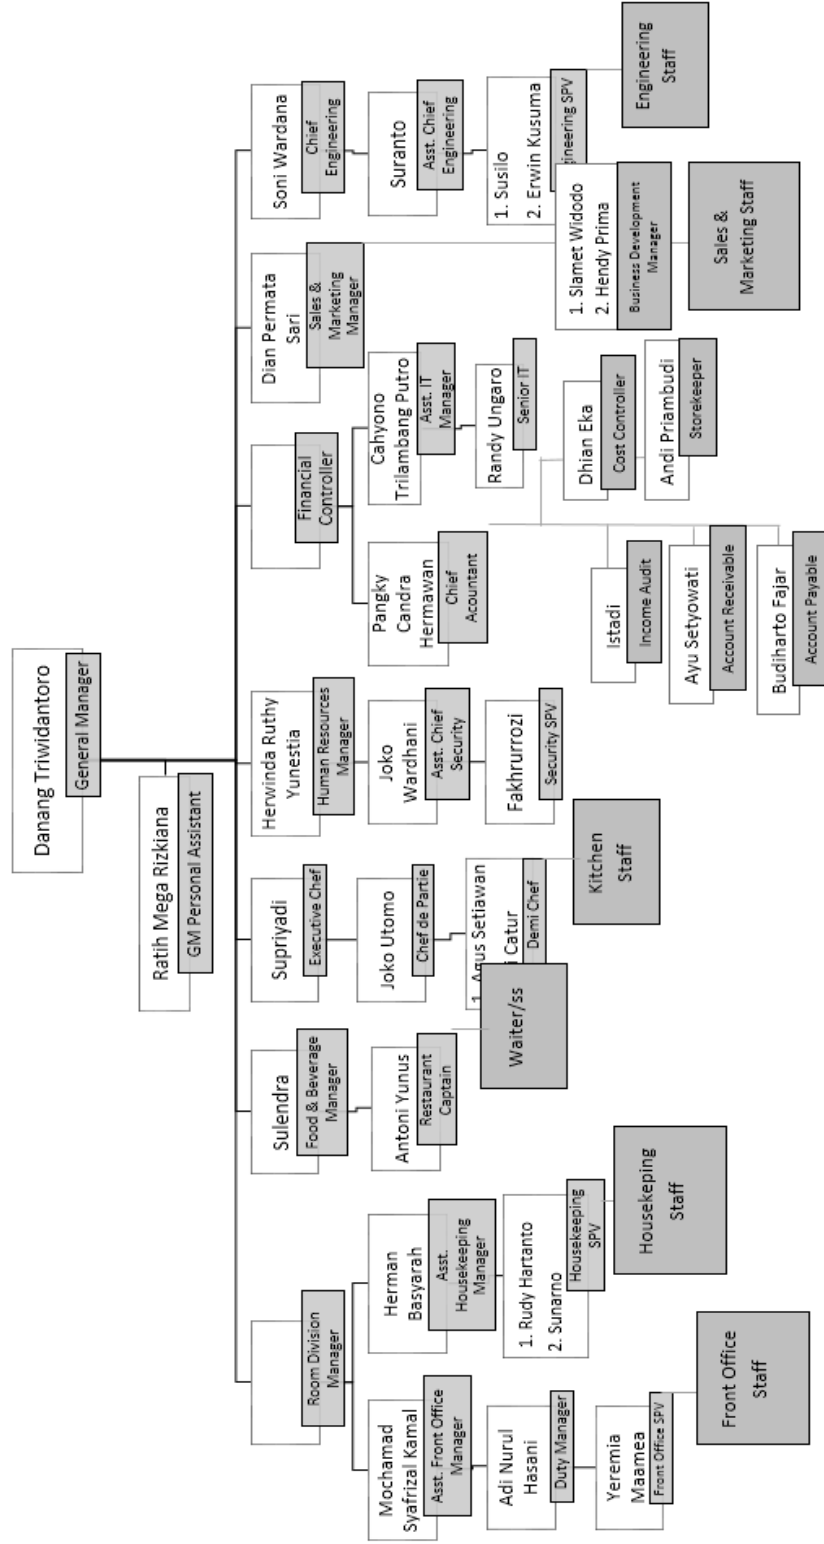 Danang Triwidantoro
General Manager
Ratih Mega Rizkiana
GM Personal Assistant
Room Division
Manager
Mochamad
Syafrizal Kamal
Asst. Front Office
Manager
Adi Nurul
Hasani
Duty Manager
Yeremia
Maamea
Front Office SPV
Front Office
Staff
Herman
Basyarah
Asst.
Housekeeping
Manager
1. Rudy Hartanto
2. Sunarno
Housekeeping
SPV
Housekeping
Staff
Sulendra
Food & Beverage
Manager
Antoni Yunus
Restaurant
Captain
Waiter/ss
Supriyadi
Executive Chef
Joko Utomo
Chef de Partie
1. Agus Setiawan
Catur
Demi Chef
Kitchen
Staff
Herwinda Ruthy
Yunestia
Human Resources
Manager
Joko
Wardhani
Asst. Chief
Security
Fakhrurrozi
Security SPV
Financial
Controller
Pangky
Candra
Hermawan
Chief
Acountant
Istadi
Income Audit
Ayu Setyowati
Account Receivable
Budiharto Fajar
Account Payable
Cahyono
Trilambang Putro
Asst. IT
Manager
Randy Ungaro
Senior IT
Dhian Eka
Cost Controller
Andi Priambudi
Storekeeper
Dian Permata
Sari
Sales &
Marketing
Manager
1. Slamet Widodo
2. Hendy Prima
Business Development
Manager
Sales &
Marketing Staff
Soni Wardana
Chief
Engineering
Suranto
Asst. Chief
Engineering
1. Susilo
2. Erwin Kusuma
gineering SPV
Engineering
Staff